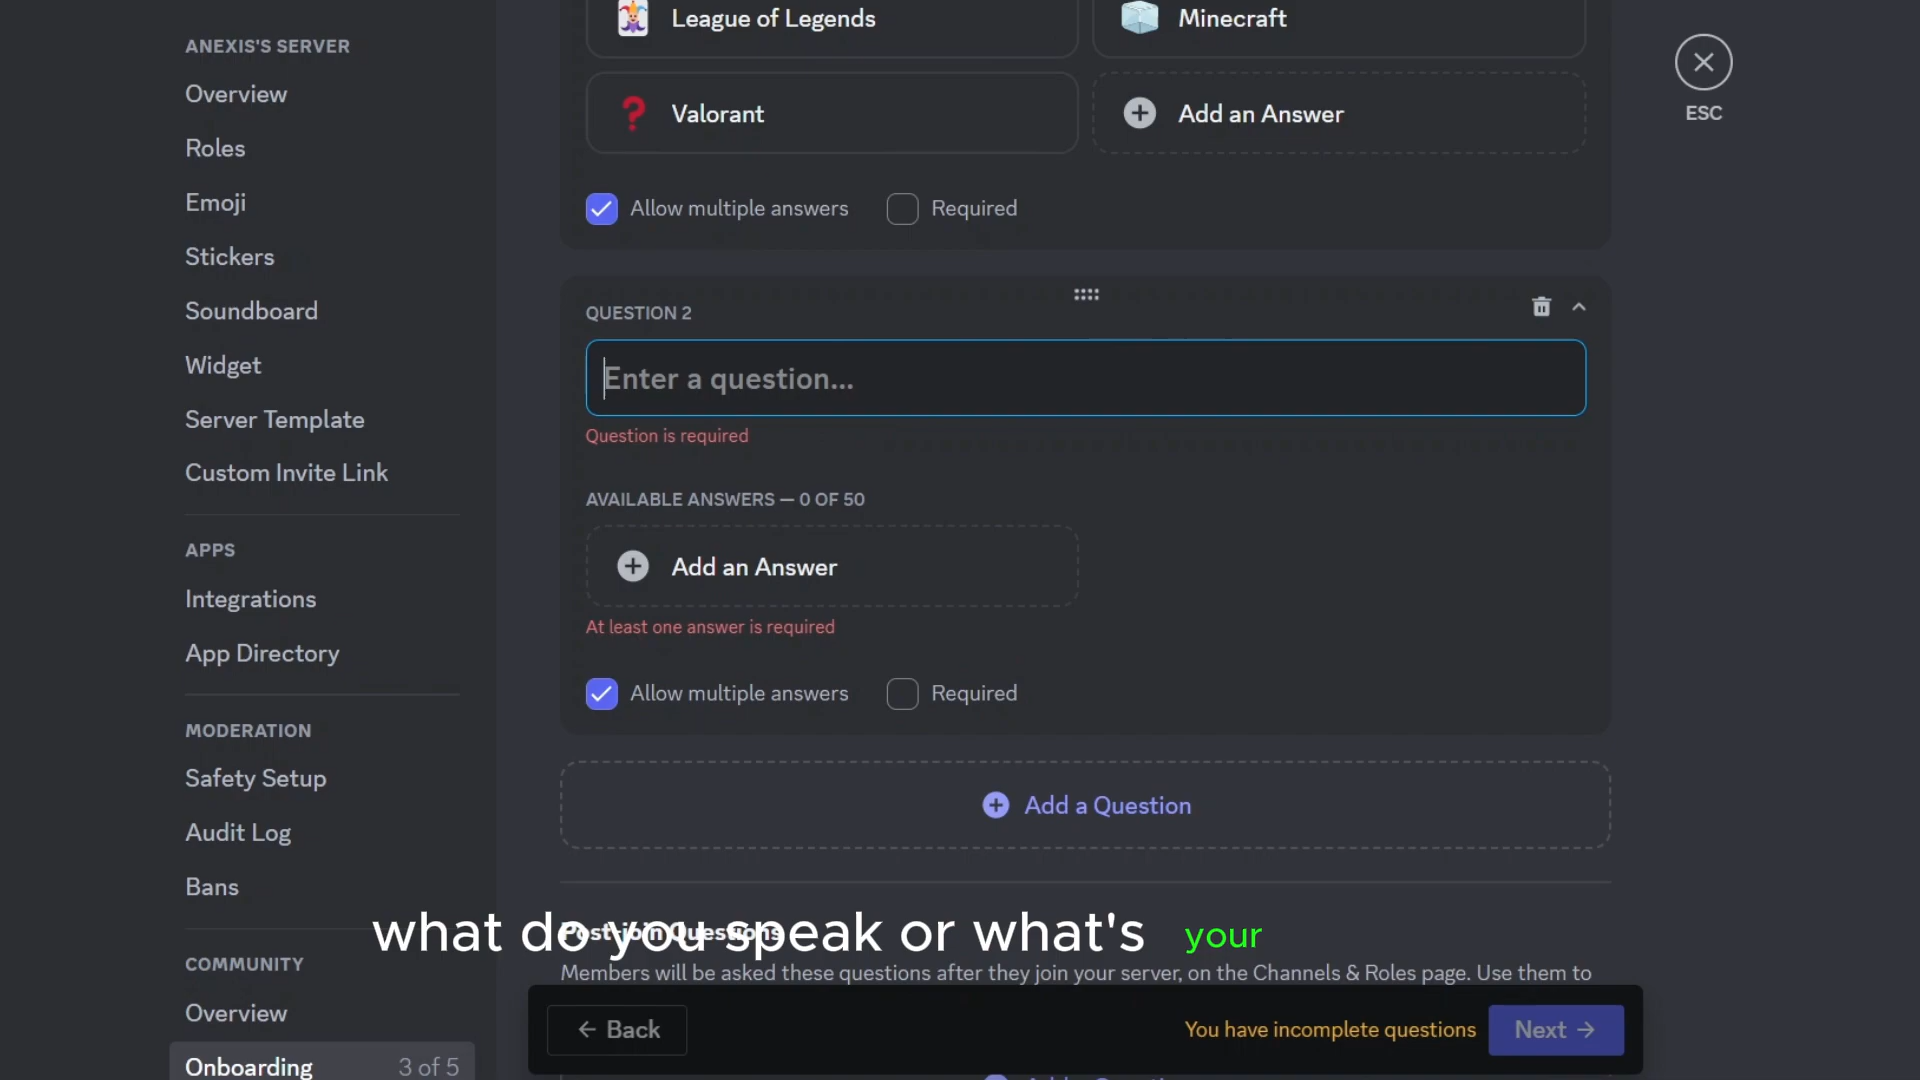 ANEXIS'S SERVER
Overview
Roles
Emoji
Stickers
Soundboard
Widget
Server Template
Custom Invite Link
APPS
Integrations
App Directory
MODERATION
Safety Setup
Audit Log
Bans
COMMUNITY
Overview
Onboarding 3 of 5
League of Legends
Minecraft
Valorant
Add an Answer
Allow multiple answers
Required
QUESTION 2
Enter a question...
Question is required
AVAILABLE ANSWERS — 0 OF 50
Add an Answer
At least one answer is required
Allow multiple answers
Required
Add a Question
Post-join Questions
what do you speak or what's your
Members will be asked these questions after they join your server, on the Channels & Roles page. Use them to
Back
You have incomplete questions
Next
ESC